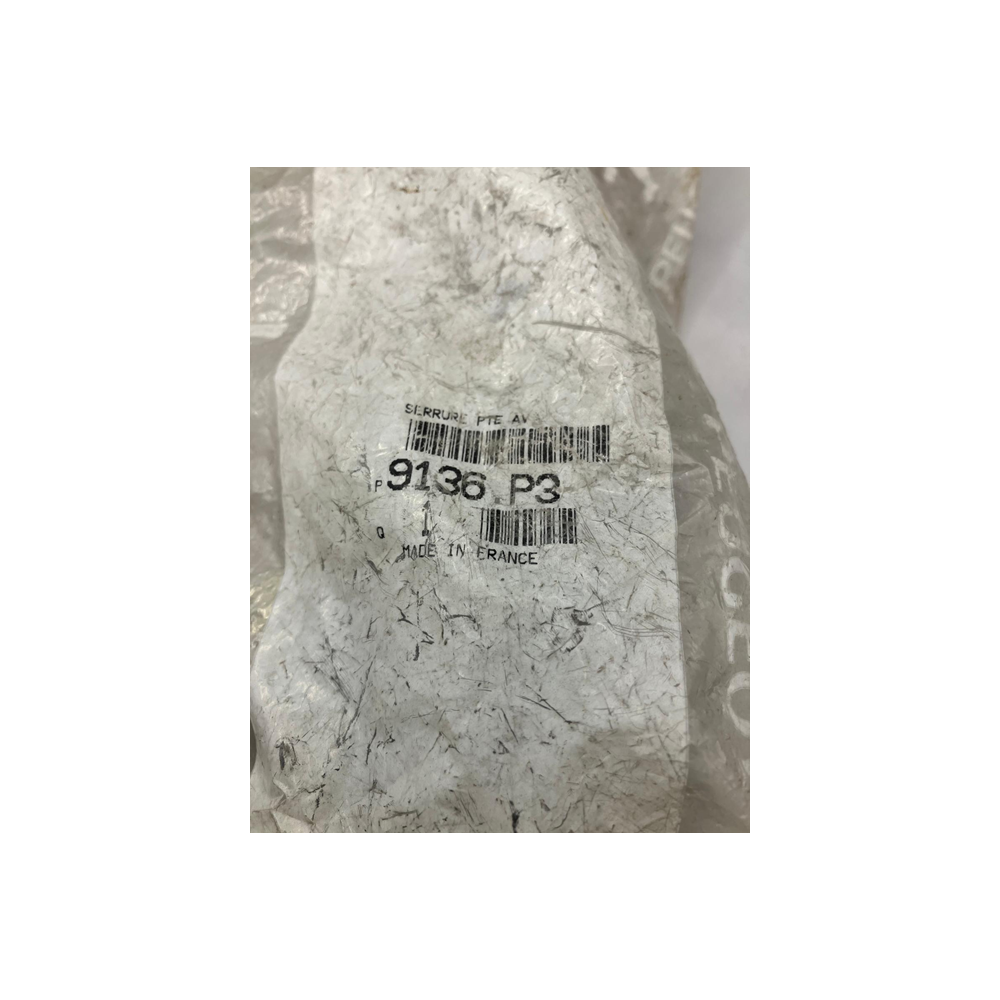 SERRURE PTE AV
P 9136.P3
Q 1
MADE IN FRANCE